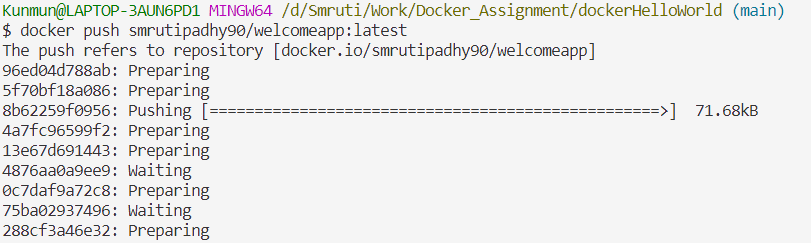 Kunmun@LAPTOP-3AUN6PD1 MINGW64 /d/Smruti/Work/Docker_Assignment/dockerHelloWorld (main)
$ docker push smrutipadhy90/welcomeapp:latest
The push refers to repository [docker.io/smrutipadhy90/welcomeapp]
96ed04d788ab: Preparing
5f70bf18a086: Preparing
8b62259f0956: Pushing [==================================================>]  71.68kB
4a7fc96599f2: Preparing
13e67d691443: Preparing
4876aa0a9ee9: Waiting
0c7daf9a72c8: Preparing
75ba02937496: Waiting
288cf3a46e32: Preparing